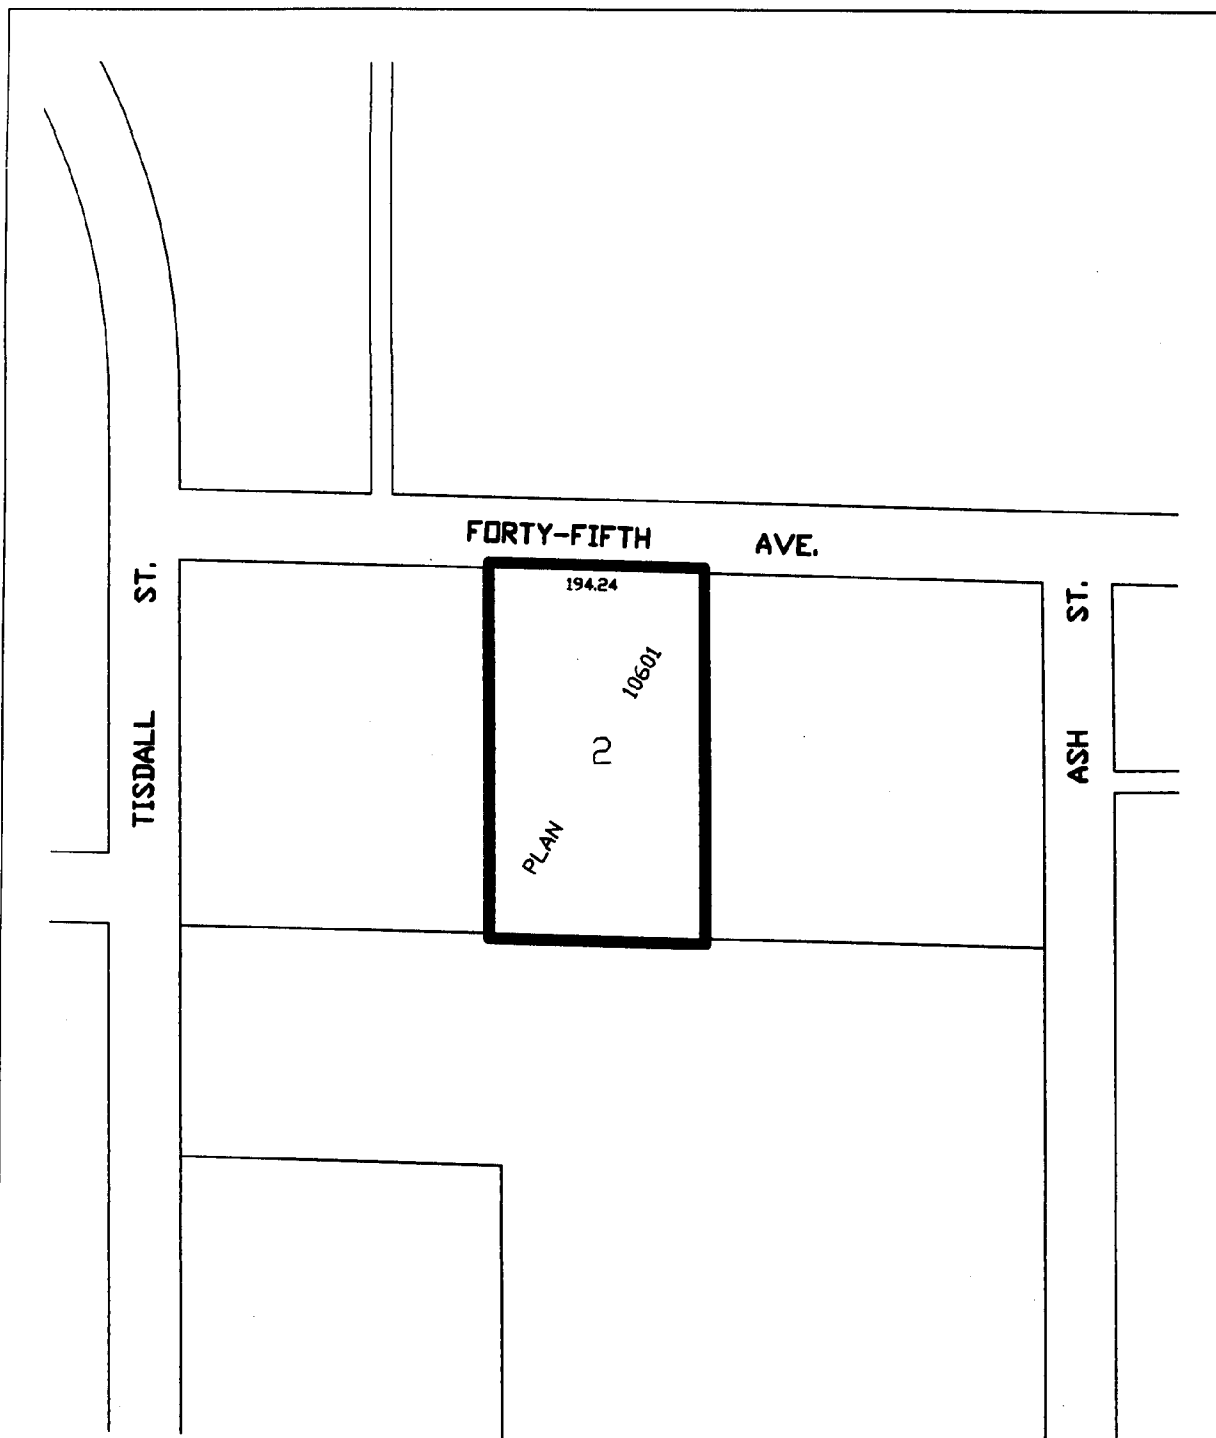 FORTY-FIFTH AVE.
194.24
TISDALL ST.
ASH ST.
2
PLAN 10601